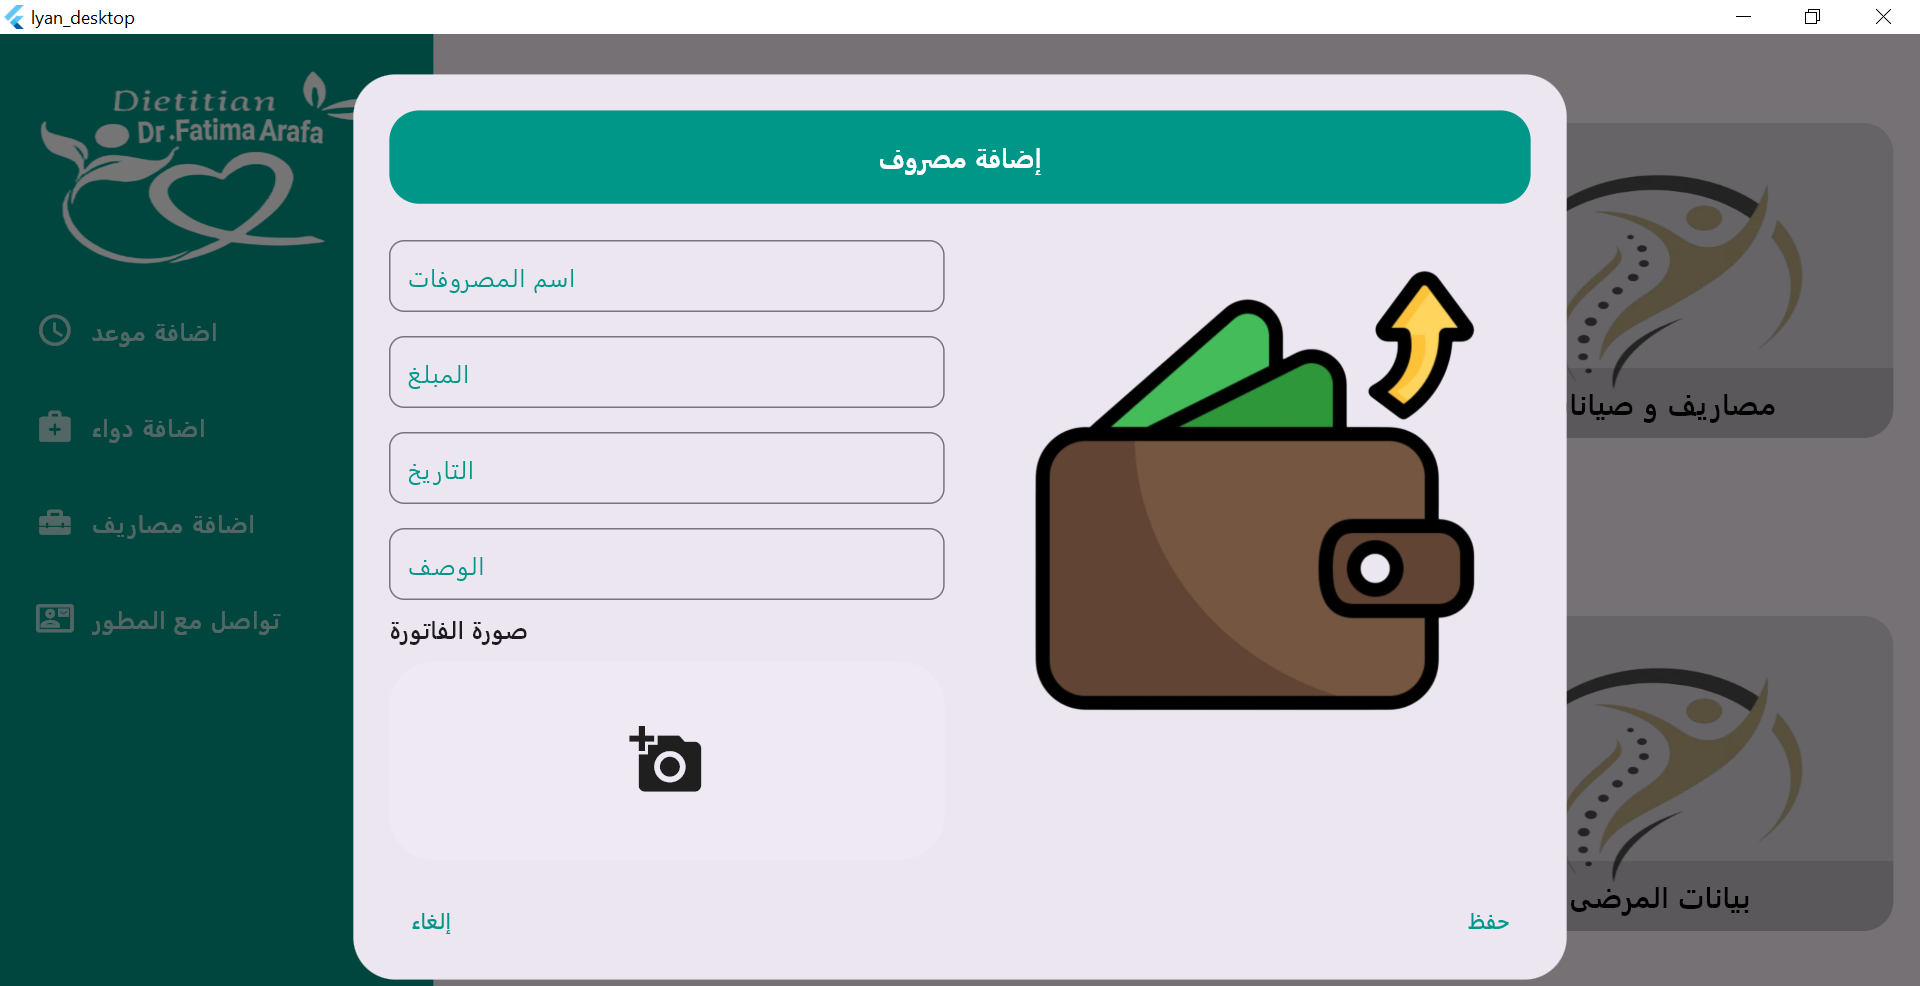 lyan_desktop
Dietitian
Dr.Fatima Arafa
اضافة موعد
اضافة دواء
اضافة مصاريف
تواصل مع المطور
إضافة مصروف
اسم المصروفات
المبلغ
التاريخ
الوصف
صورة الفاتورة
إلغاء
حفظ
مصاريف و صيانا
بيانات المرضى